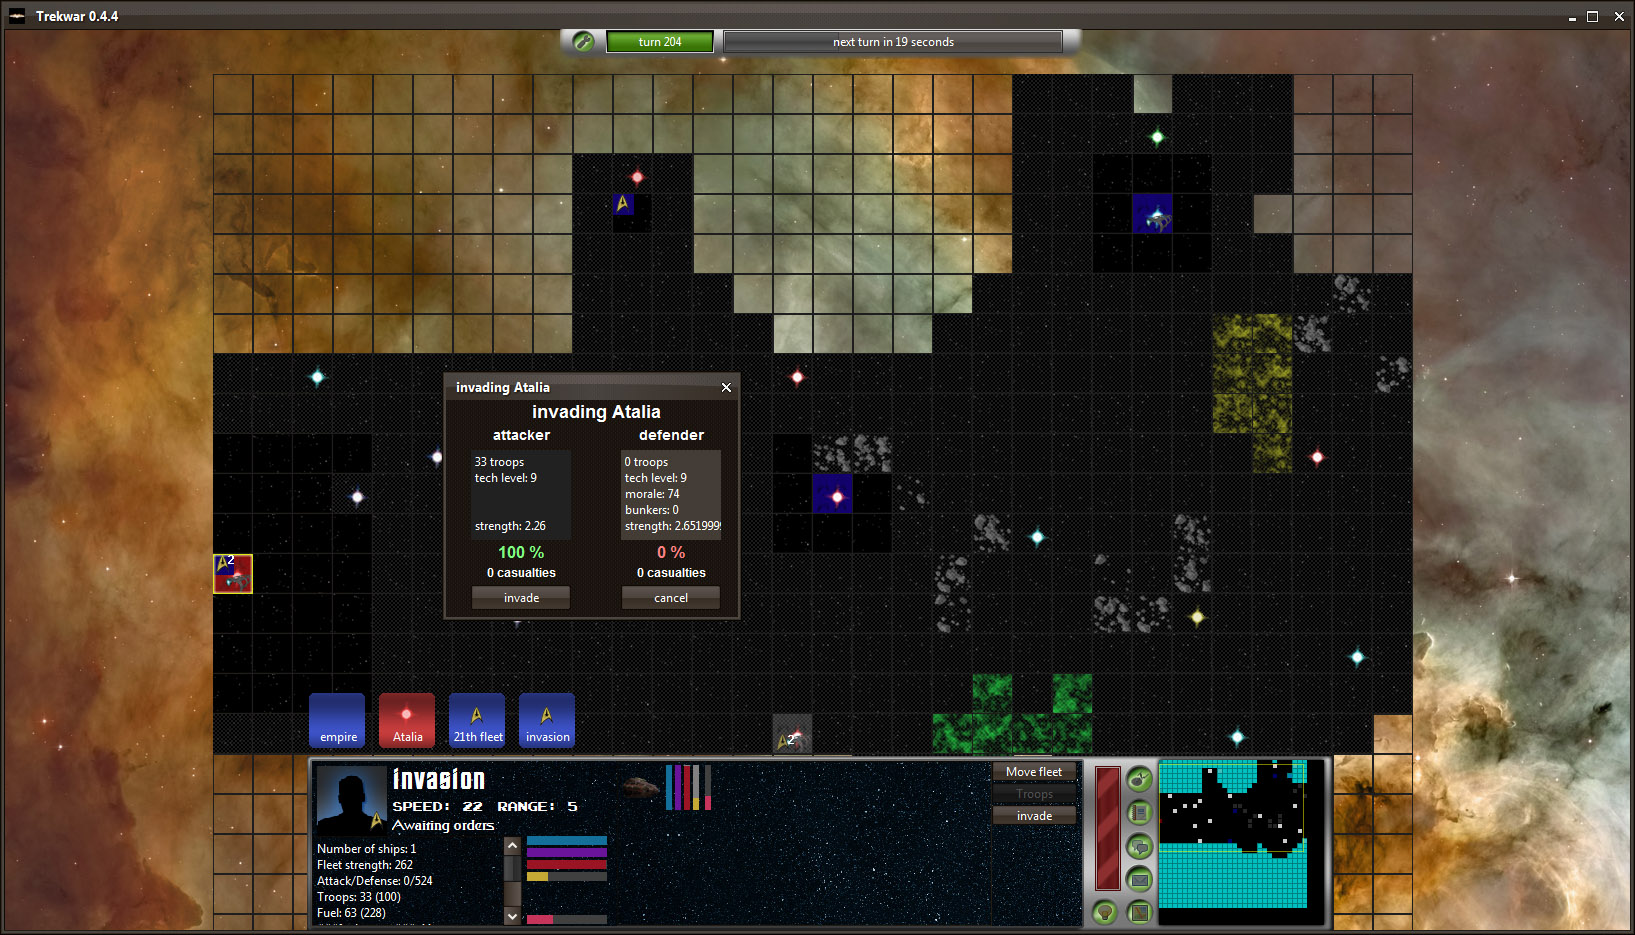 Trekwar 0.4.4
turn 204
next turn in 19 seconds
invading Atalia
invading Atalia
attacker
defender
33 troops
tech level: 9
strength: 2.26
0 troops
tech level: 9
morale: 74
bunkers: 0
strength: 2.651999
100 %
0 %
0 casualties
0 casualties
invade
cancel
2
2
empire
Atalia
21th fleet
invasion
invasion
SPEED: 22 RANGE: 5
Awaiting orders
Number of ships: 1
Fleet strength: 262
Attack/Defense: 0/524
Troops: 33 (100)
Fuel: 63 (228)
Move fleet
Troops
invade